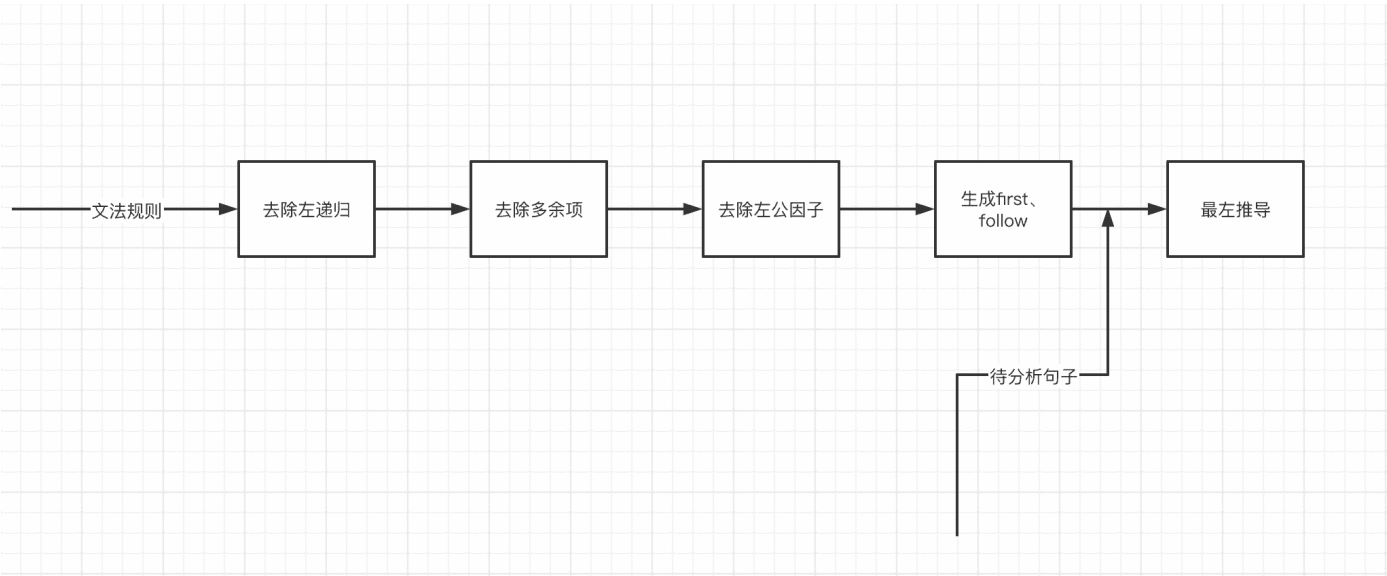 文法规则
去除左递归
去除多余项
去除左公因子
生成first、
follow
最左推导
待分析句子